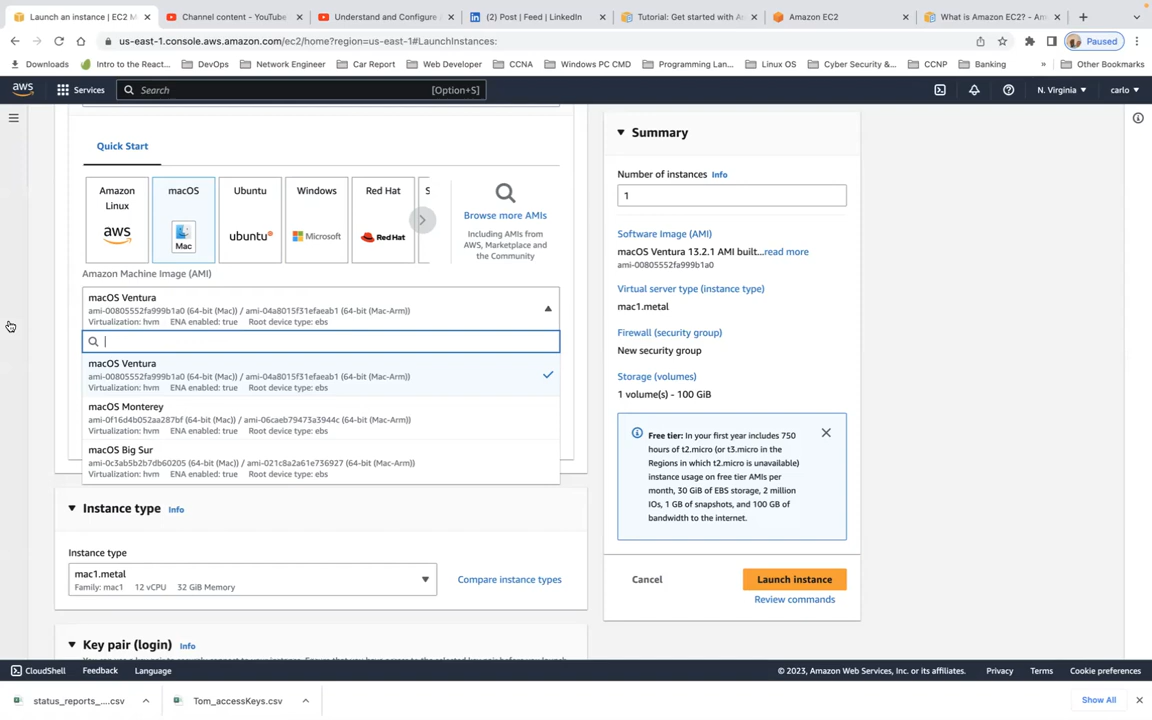 Launch an instance | EC2 M
Channel content - YouTube
Understand and Configure
(2) Post | Feed | LinkedIn
Tutorial: Get started with A
Amazon EC2
What is Amazon EC2? - Am
us-east-1.console.aws.amazon.com/ec2/home?region=us-east-1#LaunchInstances:
Paused
Downloads
Intro to the React...
DevOps
Network Engineer
Car Report
Web Developer
CCNA
Windows PC CMD
Programming Lan...
Linux OS
Cyber Security &...
CCNP
Banking
»
Other Bookmarks
aws
Services
Search
[Option+S]
N. Virginia
carlo
Quick Start
Amazon Linux
aws
macOS
Mac
Ubuntu
ubuntu
Windows
Microsoft
Red Hat
Red Hat
S
Browse more AMIs
Including AMIs from
AWS, Marketplace and
the Community
Amazon Machine Image (AMI)
macOS Ventura
ami-00805552fa999b1a0 (64-bit (Mac)) / ami-04a8015f31efaeab1 (64-bit (Mac-Arm))
Virtualization: hvm ENA enabled: true Root device type: ebs
macOS Ventura
ami-00805552fa999b1a0 (64-bit (Mac)) / ami-04a8015f31efaeab1 (64-bit (Mac-Arm))
Virtualization: hvm ENA enabled: true Root device type: ebs
macOS Monterey
ami-0f16d4b052aa287bf (64-bit (Mac)) / ami-06caeb79473a3944c (64-bit (Mac-Arm))
Virtualization: hvm ENA enabled: true Root device type: ebs
macOS Big Sur
ami-0c3ab5b2b7db60205 (64-bit (Mac)) / ami-021c8a2a61e736927 (64-bit (Mac-Arm))
Virtualization: hvm ENA enabled: true Root device type: ebs
Instance type Info
Instance type
mac1.metal
Family: mac1 12 vCPU 32 GiB Memory
Compare instance types
Key pair (login) Info
Summary
Number of instances Info
1
Software Image (AMI)
macOS Ventura 13.2.1 AMI built...read more
ami-00805552fa999b1a0
Virtual server type (instance type)
mac1.metal
Firewall (security group)
New security group
Storage (volumes)
1 volume(s) - 100 GiB
Free tier: In your first year includes 750
hours of t2.micro (or t3.micro in the
Regions in which t2.micro is unavailable)
instance usage on free tier AMIs per
month, 30 GiB of EBS storage, 2 million
IOs, 1 GB of snapshots, and 100 GB of
bandwidth to the internet.
Cancel
Launch instance
Review commands
CloudShell
Feedback
Language
© 2023, Amazon Web Services, Inc. or its affiliates.
Privacy
Terms
Cookie preferences
status_reports_....csv
Tom_accessKeys.csv
Show All